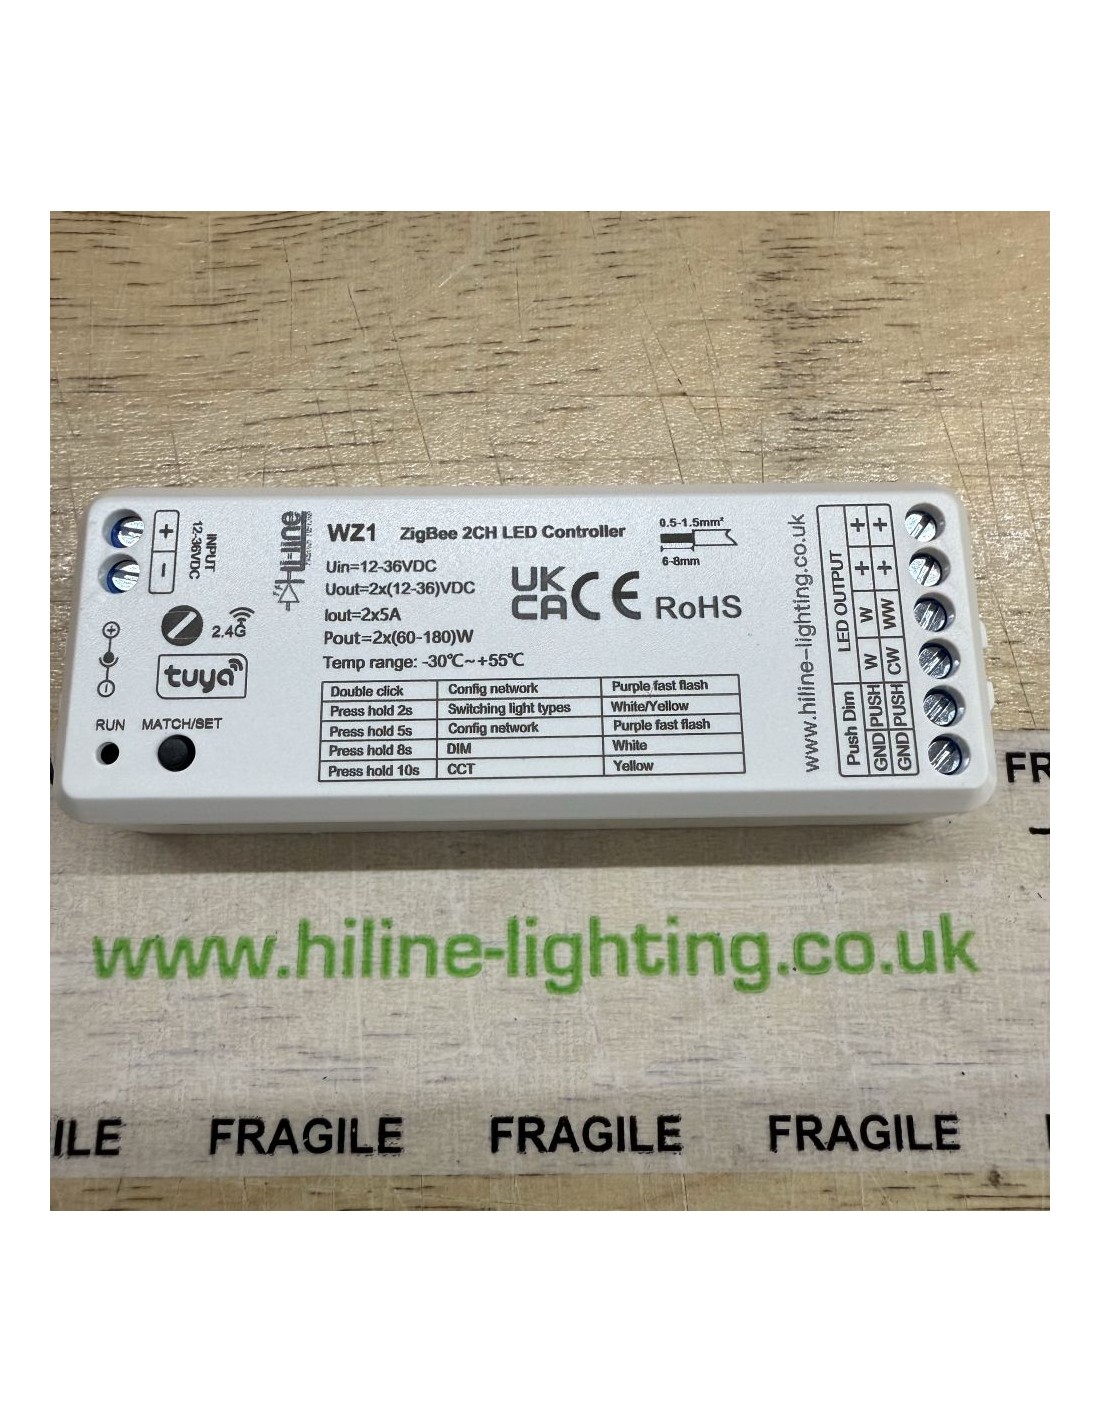 +
-
INPUT
12-36VDC
2.4G
tuya
RUN MATCH/SET
Hi-line
WZ1 ZigBee 2CH LED Controller
Uin=12-36VDC
Uout=2x(12-36)VDC
Iout=2x5A
Pout=2x(60-180)W
Temp range: -30℃~+55℃
0.5-1.5mm²
6-8mm
UK
CA CE RoHS
Double click Config network Purple fast flash
Press hold 2s Switching light types White/Yellow
Press hold 5s Config network Purple fast flash
Press hold 8s DIM White
Press hold 10s CCT Yellow
www.hiline-lighting.co.uk
Push Dim LED OUTPUT
GND PUSH W W + +
GND PUSH CW WW + +
FR
www.hiline-lighting.co.uk
ILE FRAGILE FRAGILE FRAGILE